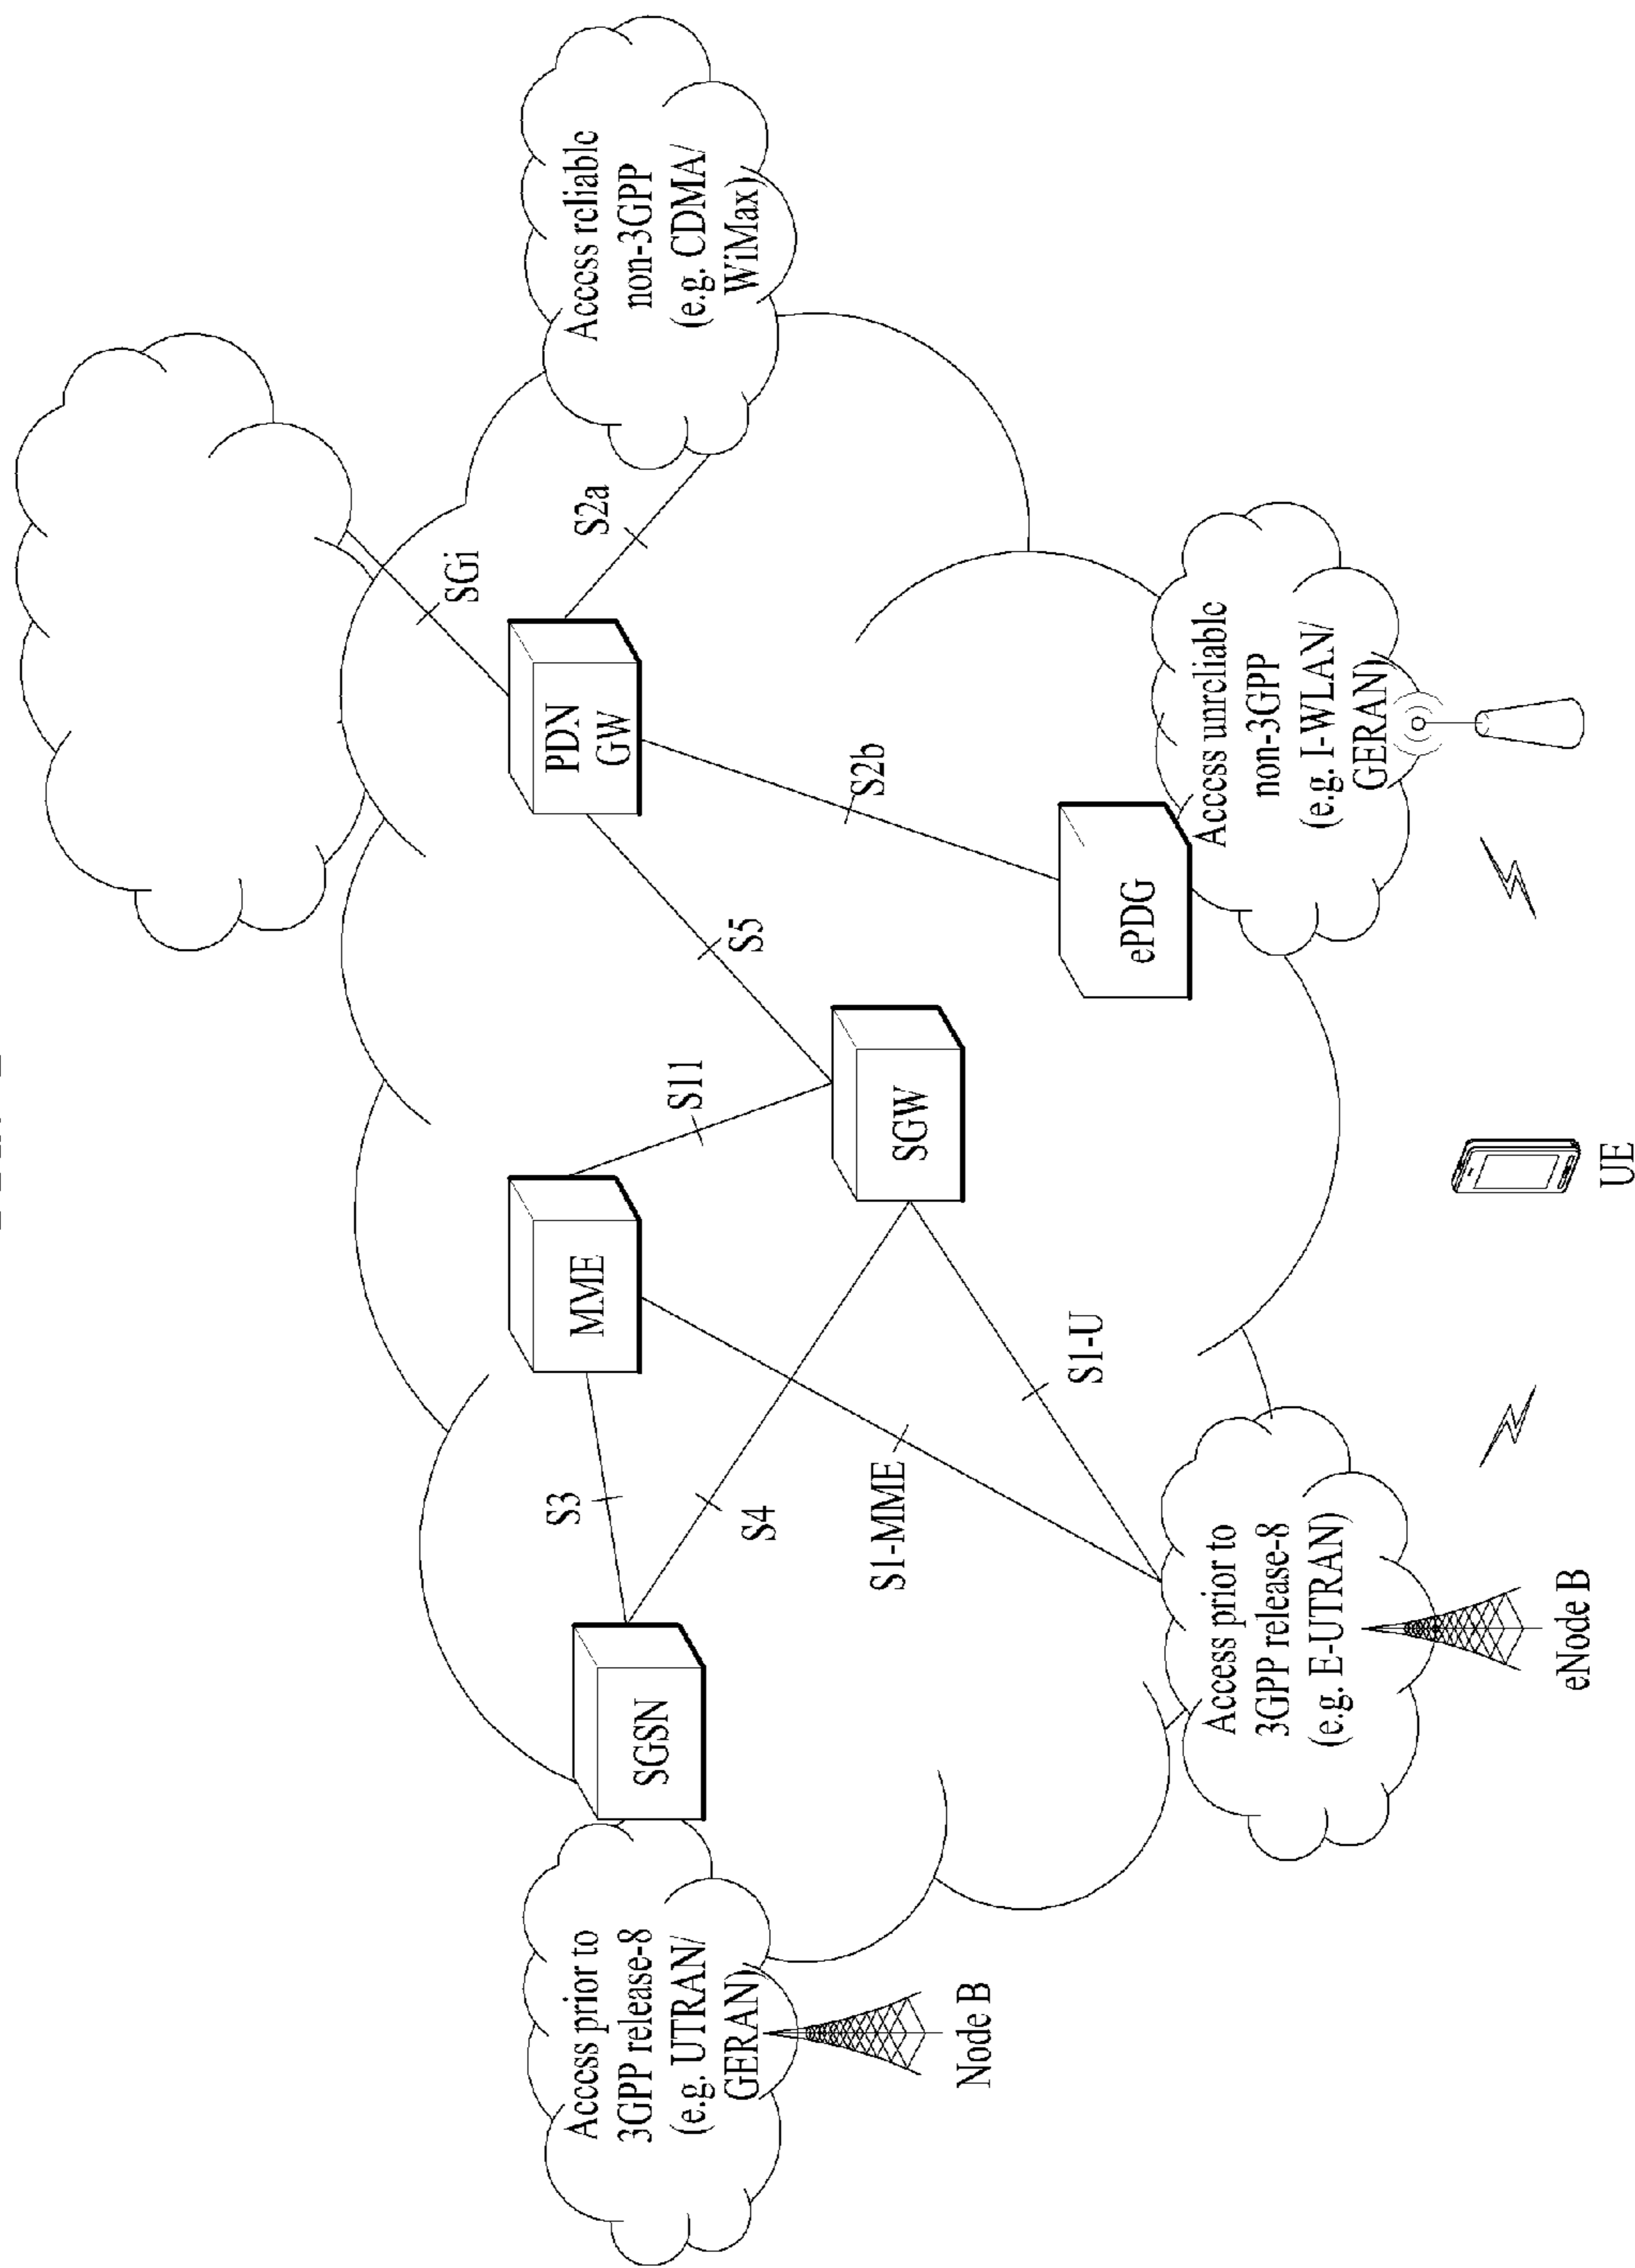 SGi
S2a
Access reliable
non-3GPP
(e.g. CDMA/
WiMax)
PDN
GW
S5
S2b
S11
MME
S3
SGSN
S4
SGW
ePDG
S1-MME
S1-U
Access prior to
3GPP release-8
(e.g. UTRAN/
GERAN)
Node B
Access prior to
3GPP release-8
(e.g. E-UTRAN)
eNode B
Access unreliable
non-3GPP
(e.g. I-WLAN/
GERAN)
UE